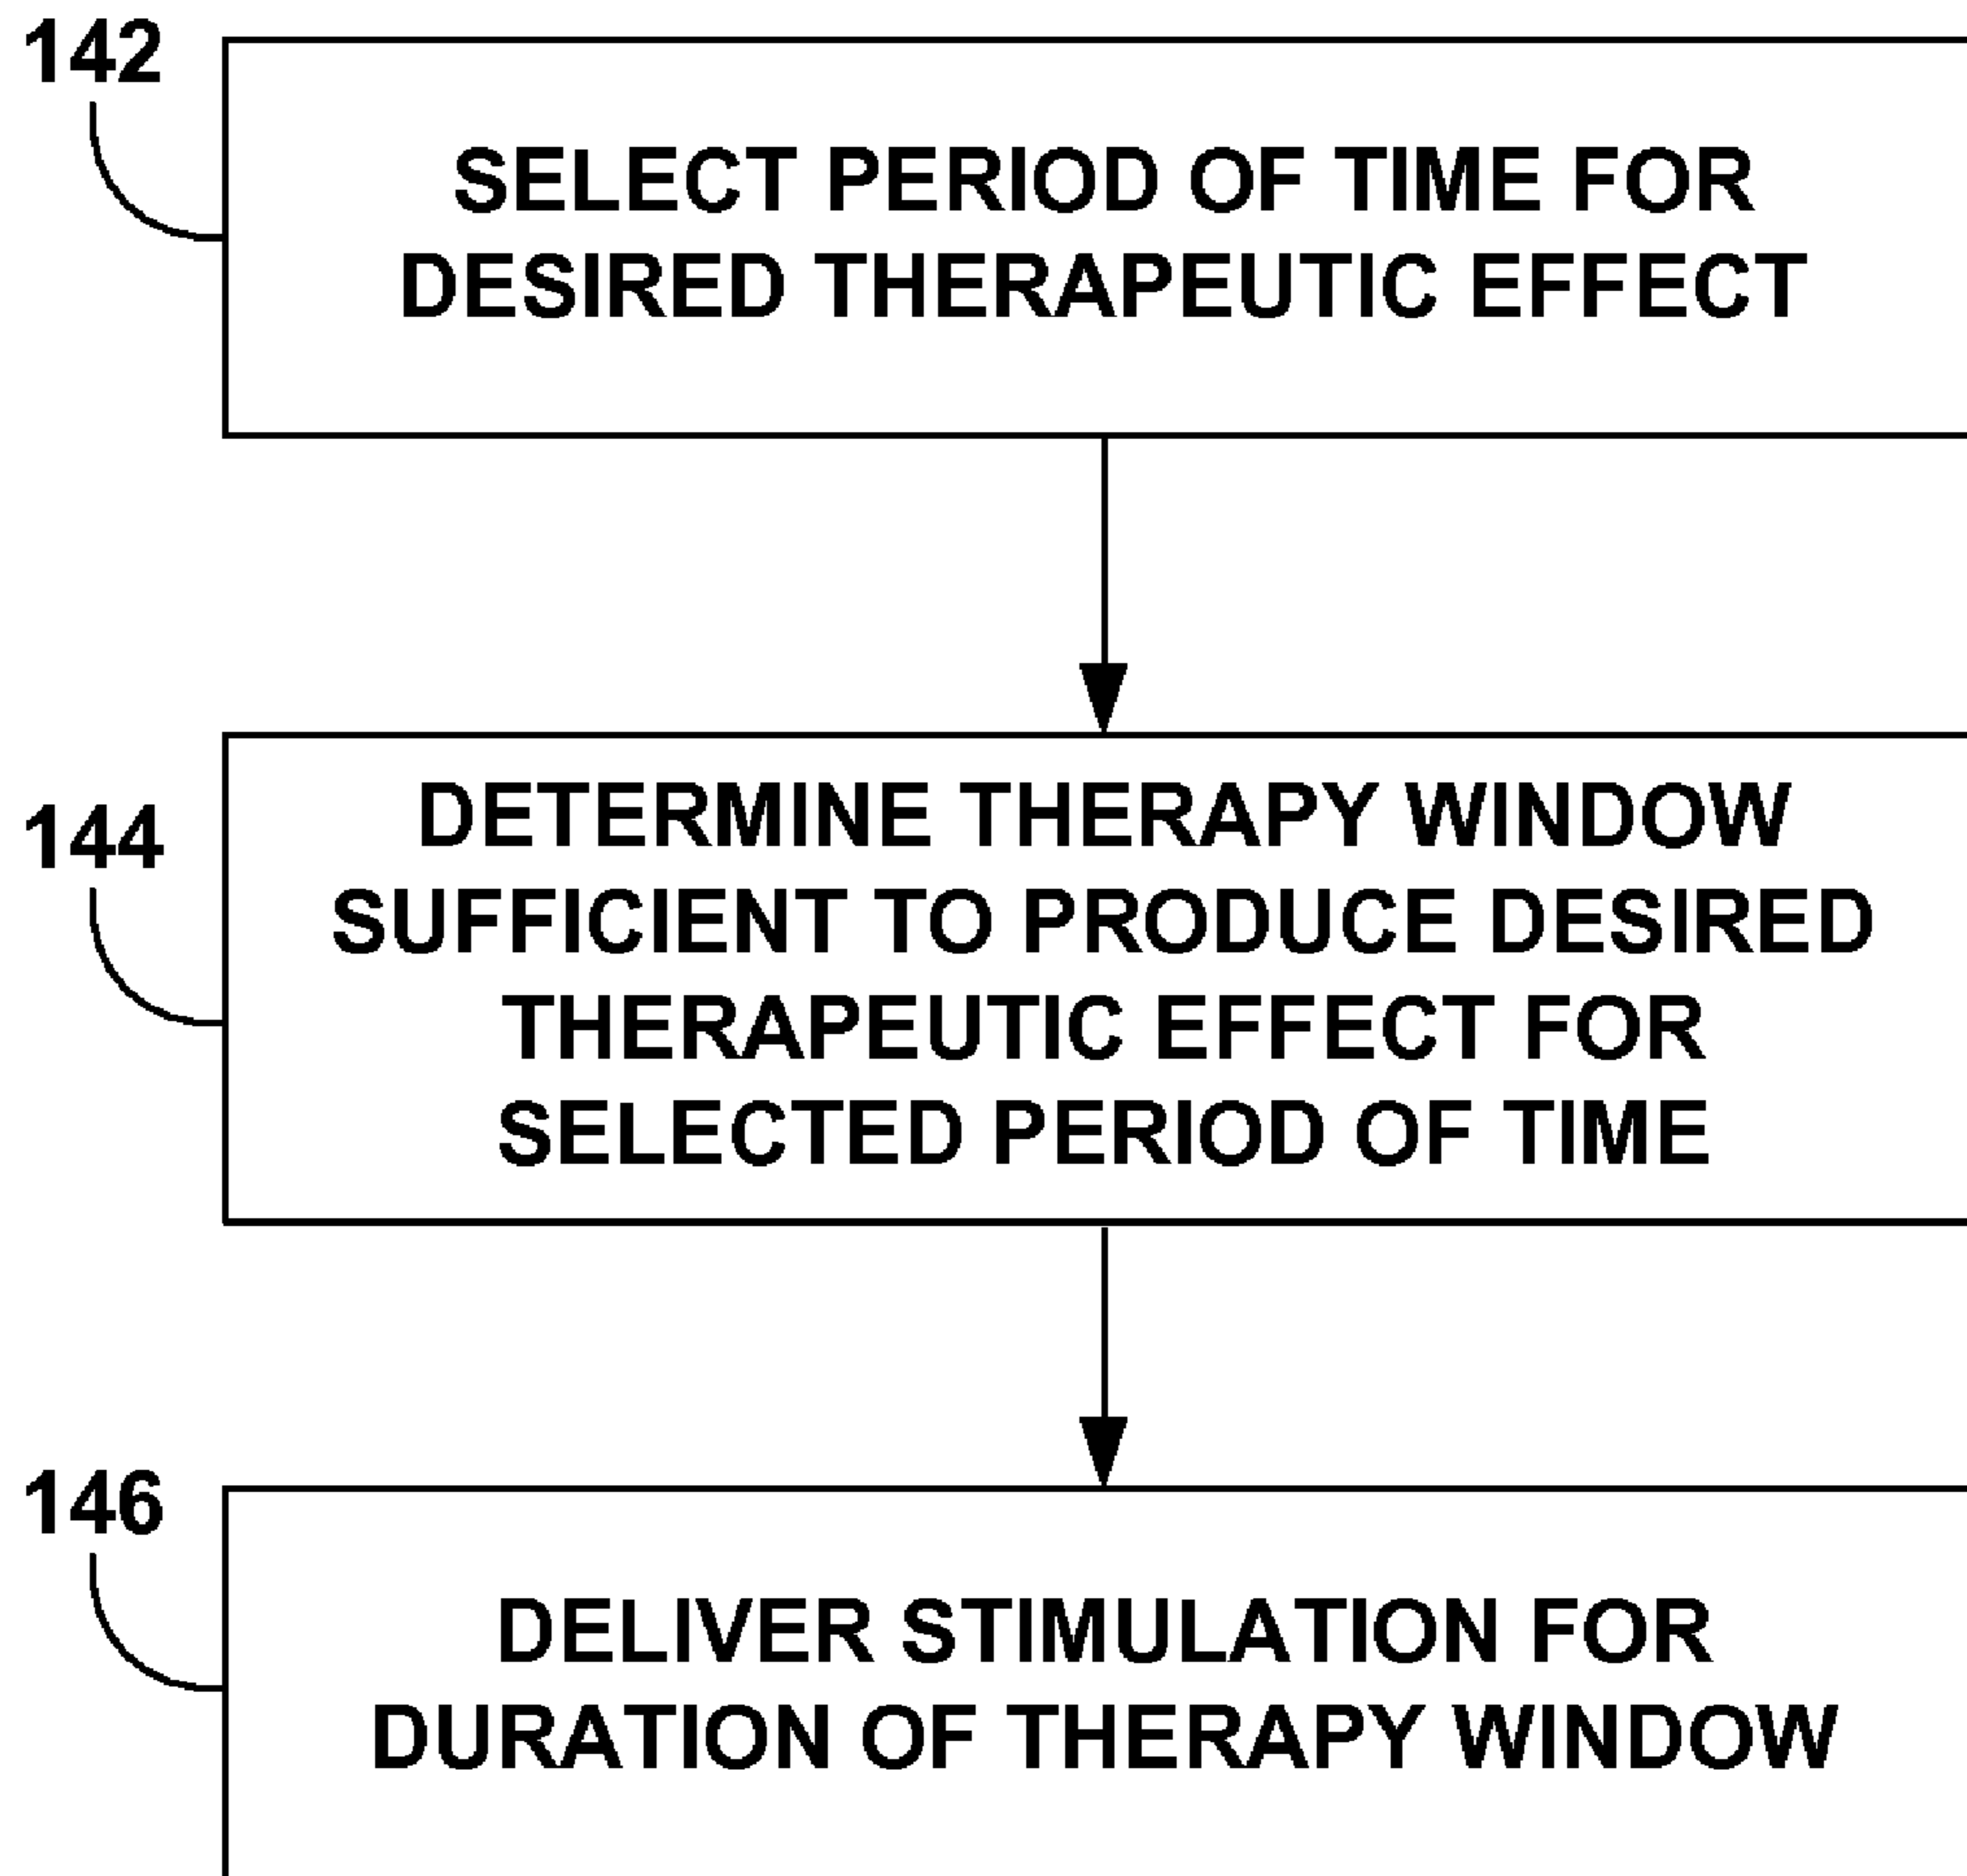 142
SELECT PERIOD OF TIME FOR
DESIRED THERAPEUTIC EFFECT
144
DETERMINE THERAPY WINDOW
SUFFICIENT TO PRODUCE DESIRED
THERAPEUTIC EFFECT FOR
SELECTED PERIOD OF TIME
146
DELIVER STIMULATION FOR
DURATION OF THERAPY WINDOW